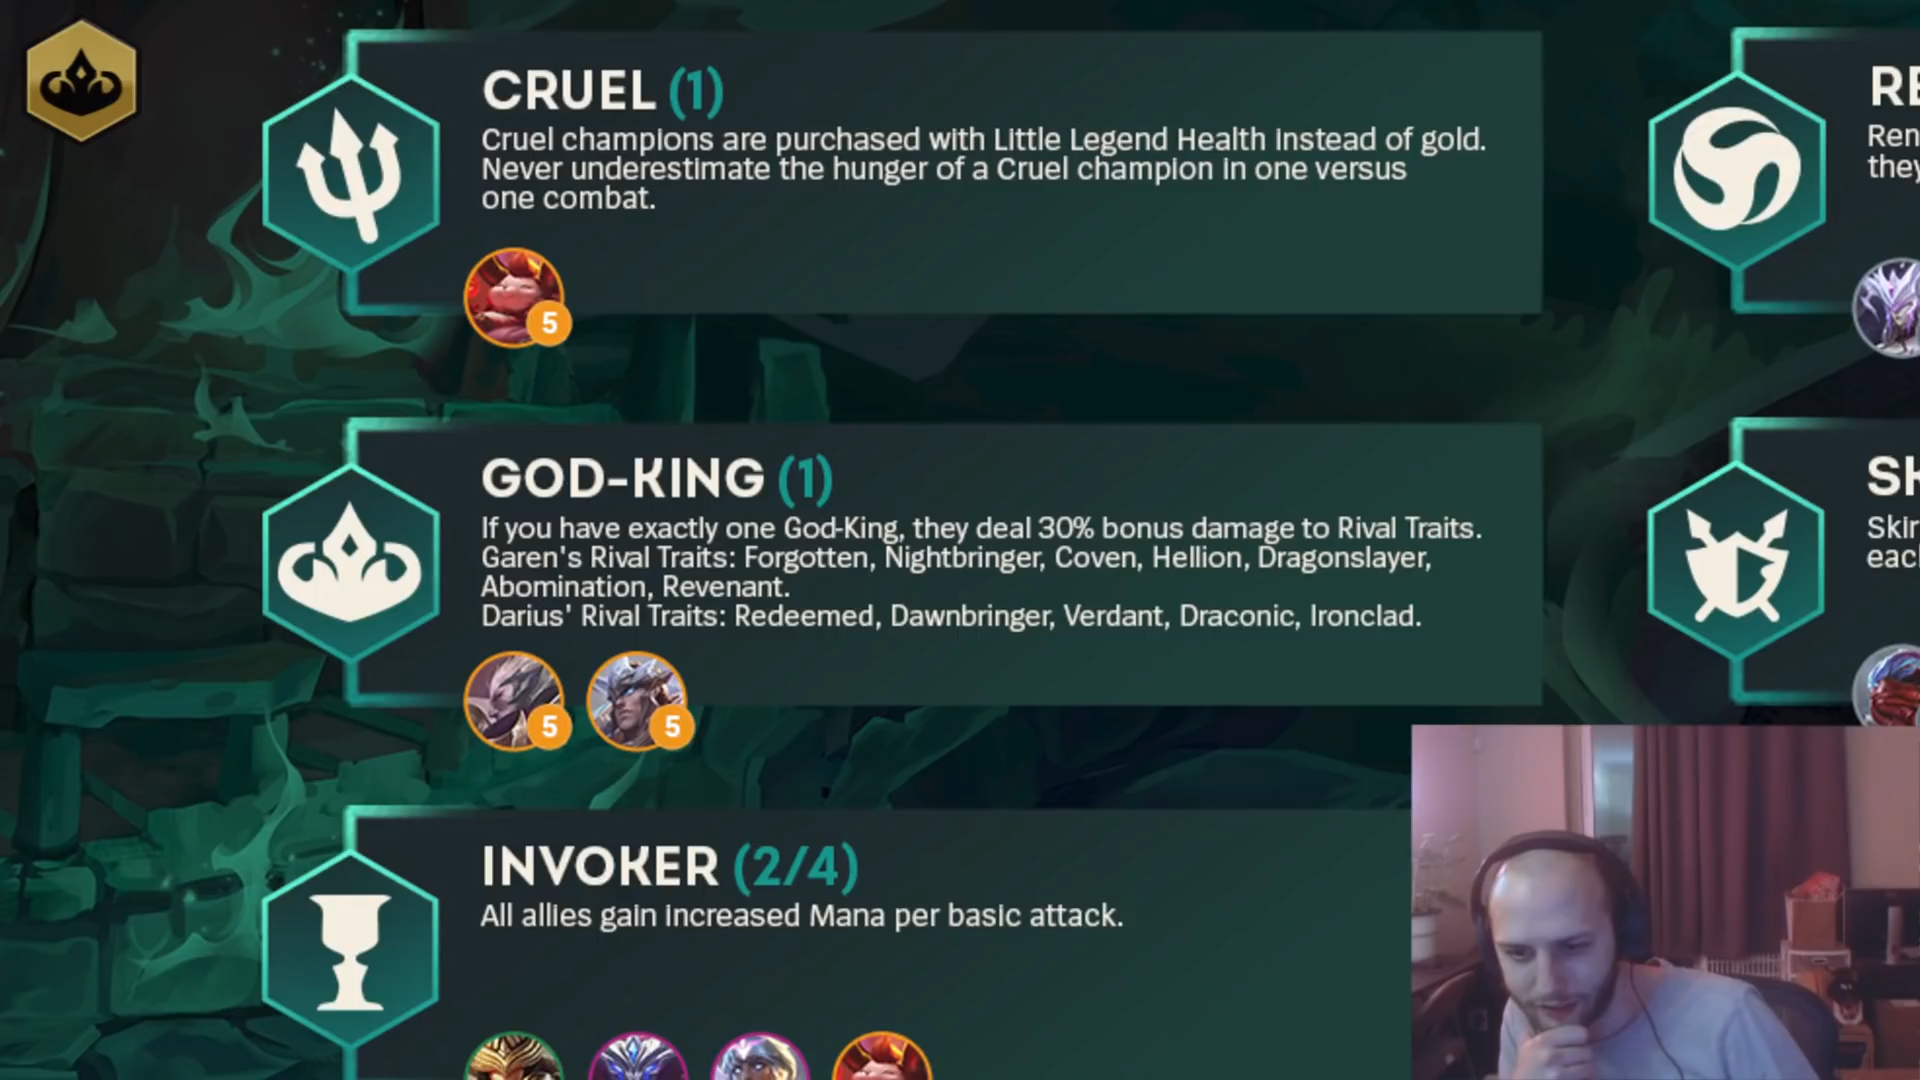 CRUEL (1)
Cruel champions are purchased with Little Legend Health instead of gold.
Never underestimate the hunger of a Cruel champion in one versus
one combat.
5
GOD-KING (1)
If you have exactly one God-King, they deal 30% bonus damage to Rival Traits.
Garen's Rival Traits: Forgotten, Nightbringer, Coven, Hellion, Dragonslayer,
Abomination, Revenant.
Darius' Rival Traits: Redeemed, Dawnbringer, Verdant, Draconic, Ironclad.
5 5
INVOKER (2/4)
All allies gain increased Mana per basic attack.
RE
Ren
they
SK
Skir
each